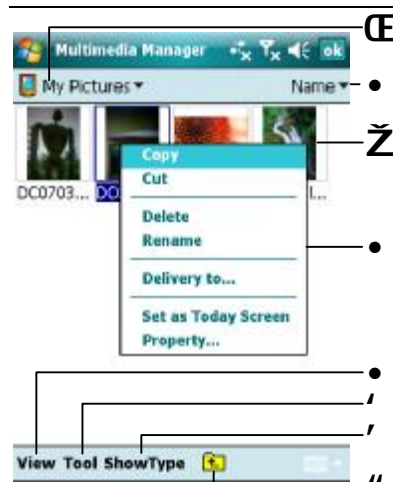 Multimedia Manager ok
Œ
My Pictures Name
•
Ž
DC0703...
Copy
Cut
Delete
Rename
•
Delivery to...
Set as Today Screen
Property...
•
‘
’
View Tool ShowType
“